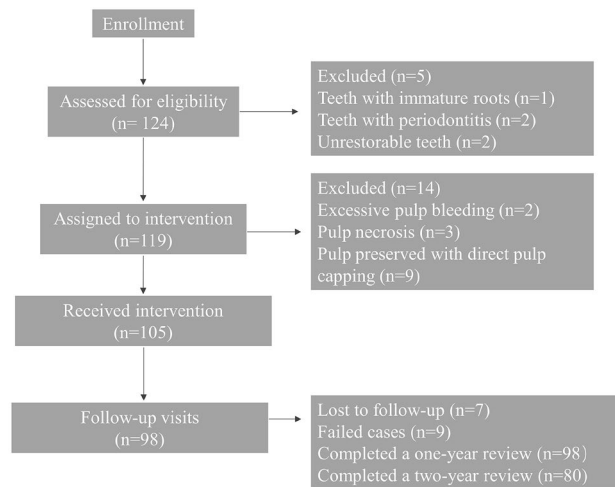 Enrollment
Assessed for eligibility
(n= 124)
Excluded (n=5)
Teeth with immature roots (n=1)
Teeth with periodontitis (n=2)
Unrestorable teeth (n=2)
Assigned to intervention
(n=119)
Excluded (n=14)
Excessive pulp bleeding (n=2)
Pulp necrosis (n=3)
Pulp preserved with direct pulp
capping (n=9)
Received intervention
(n=105)
Follow-up visits
(n=98)
Lost to follow-up (n=7)
Failed cases (n=9)
Completed a one-year review (n=98)
Completed a two-year review (n=80)